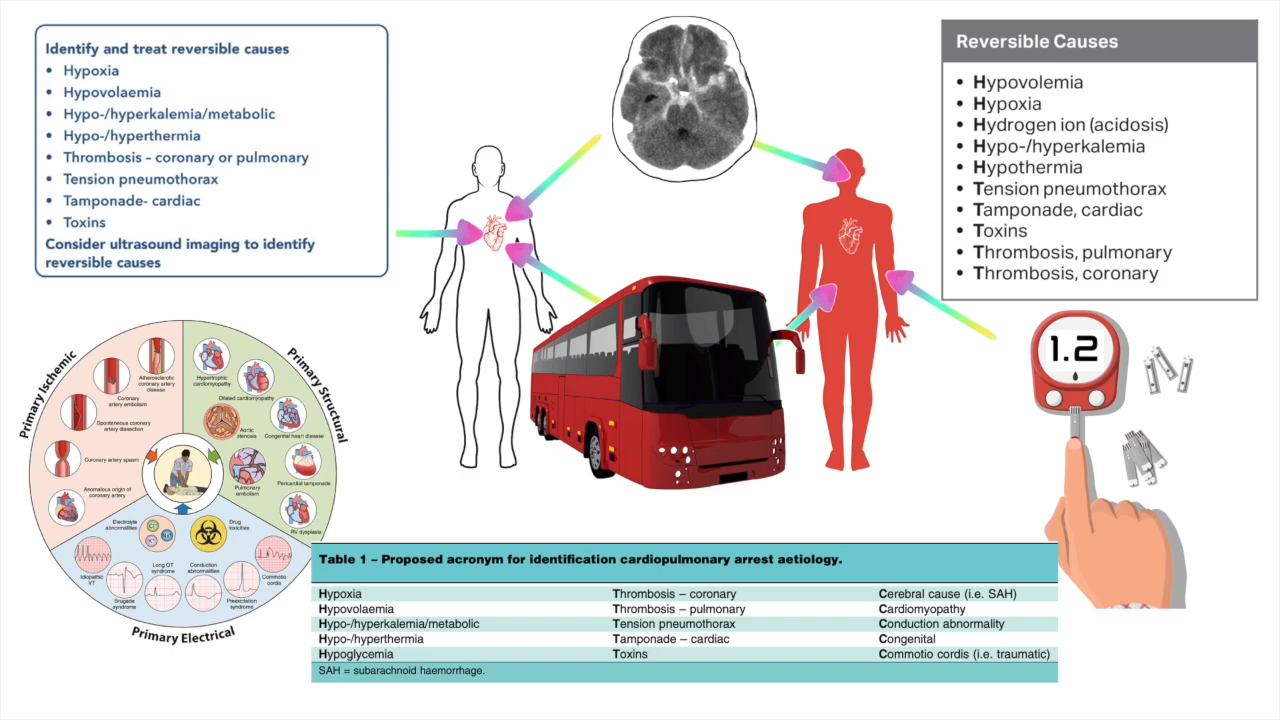 Identify and treat reversible causes
• Hypoxia
• Hypovolaemia
• Hypo-/hyperkalemia/metabolic
• Hypo-/hyperthermia
• Thrombosis – coronary or pulmonary
• Tension pneumothorax
• Tamponade- cardiac
• Toxins
Consider ultrasound imaging to identify
reversible causes
Reversible Causes
• Hypovolemia
• Hypoxia
• Hydrogen ion (acidosis)
• Hypo-/hyperkalemia
• Hypothermia
• Tension pneumothorax
• Tamponade, cardiac
• Toxins
• Thrombosis, pulmonary
• Thrombosis, coronary
1.2
Primary Ischemic
Atherosclerotic
coronary artery
disease
Coronary
artery embolism
Spontaneous coronary
artery dissection
Coronary artery spasm
Anomalous origin of
coronary artery
Primary Structural
Hypertrophic
cardiomyopathy
Dilated cardiomyopathy
Aortic
stenosis
Congenital heart disease
Pulmonary
embolism
Pericardial tamponade
RV dysplasia
Electrolyte
abnormalities
Drug
toxicities
Idiopathic
VT
Brugada
syndrome
Long QT
syndrome
Conduction
abnormalities
Preexcitation
syndrome
Commotio
cordis
Primary Electrical
Table 1 – Proposed acronym for identification cardiopulmonary arrest aetiology.
Hypoxia Thrombosis – coronary Cerebral cause (i.e. SAH)
Hypovolaemia Thrombosis – pulmonary Cardiomyopathy
Hypo-/hyperkalemia/metabolic Tension pneumothorax Conduction abnormality
Hypo-/hyperthermia Tamponade – cardiac Congenital
Hypoglycemia Toxins Commotio cordis (i.e. traumatic)
SAH = subarachnoid haemorrhage.